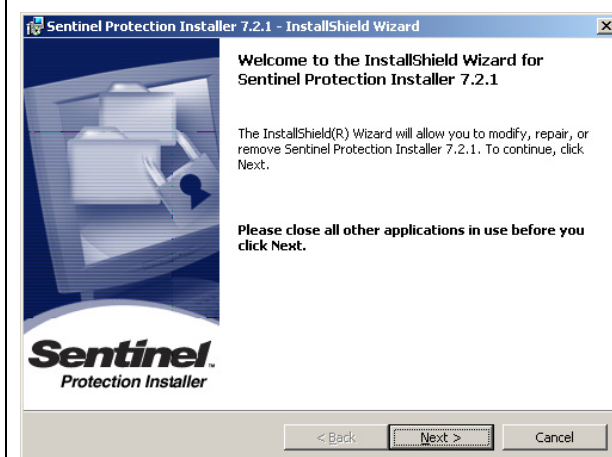 Sentinel Protection Installer 7.2.1 - InstallShield Wizard
Welcome to the InstallShield Wizard for
Sentinel Protection Installer 7.2.1
The InstallShield(R) Wizard will allow you to modify, repair, or
remove Sentinel Protection Installer 7.2.1. To continue, click
Next.
Please close all other applications in use before you
click Next.
Sentinel™
Protection Installer
< Back
Next >
Cancel